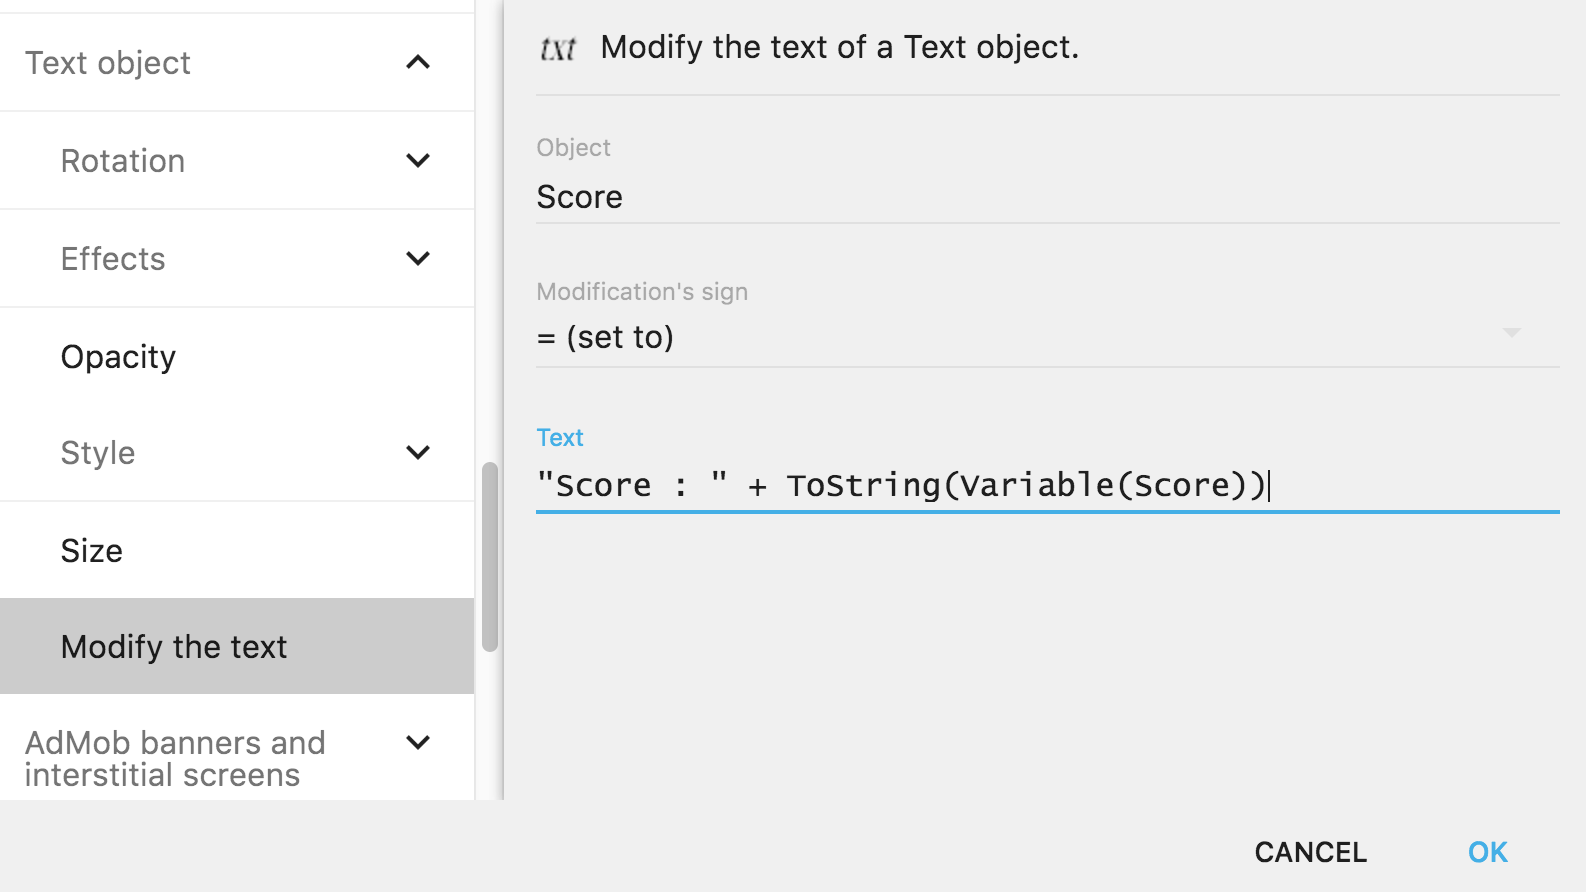 Text object
Rotation
Effects
Opacity
Style
Size
Modify the text
AdMob banners and
interstitial screens
txt Modify the text of a Text object.
Object
Score
Modification's sign
= (set to)
Text
"Score : " + ToString(Variable(Score))
CANCEL OK